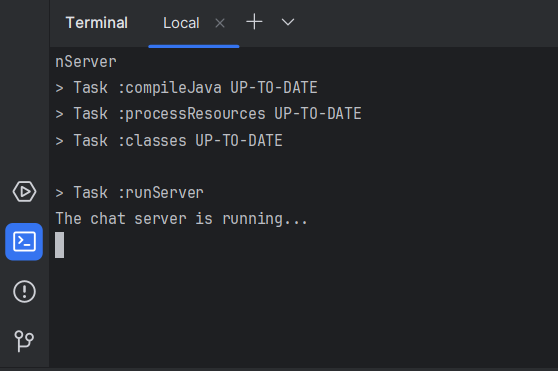 Terminal
Local
nServer
> Task :compileJava UP-TO-DATE
> Task :processResources UP-TO-DATE
> Task :classes UP-TO-DATE
> Task :runServer
The chat server is running...